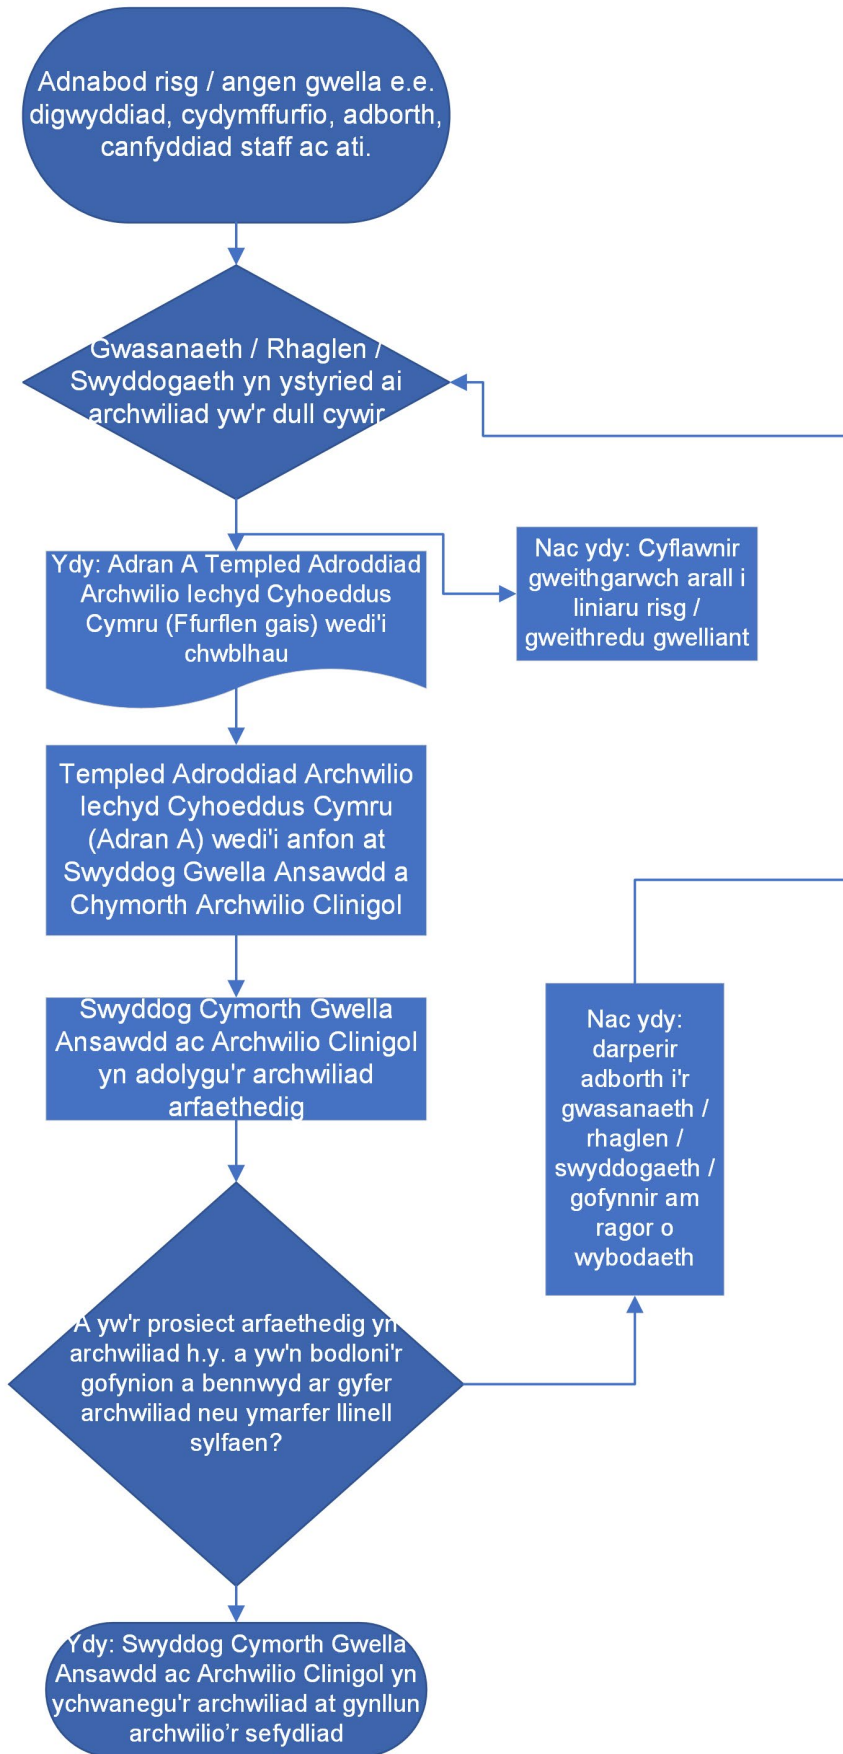 Adnabod risg / angen gwella e.e.
digwyddiad, cydymffurfio, adborth,
canfyddiad staff ac ati.
Gwasanaeth / Rhaglen /
Swyddogaeth yn ystyried ai
archwiliad yw'r dull cywir
Ydy: Adran A Templed Adroddiad
Archwilio Iechyd Cyhoeddus
Cymru (Ffurflen gais) wedi'i
chwblhau
Nac ydy: Cyflawnir
gweithgarwch arall i
liniaru risg /
gweithredu gwelliant
Templed Adroddiad Archwilio
Iechyd Cyhoeddus Cymru
(Adran A) wedi'i anfon at
Swyddog Gwella Ansawdd a
Chymorth Archwilio Clinigol
Swyddog Cymorth Gwella
Ansawdd ac Archwilio Clinigol
yn adolygu'r archwiliad
arfaethedig
Nac ydy:
darperir
adborth i'r
gwasanaeth /
rhaglen /
swyddogaeth /
gofynnir am
ragor o
wybodaeth
A yw'r prosiect arfaethedig yn
archwiliad h.y. a yw'n bodloni'r
gofynion a bennwyd ar gyfer
archwiliad neu ymarfer llinell
sylfaen?
Ydy: Swyddog Cymorth Gwella
Ansawdd ac Archwilio Clinigol yn
ychwanegu'r archwiliad at gynllun
archwilio’r sefydliad